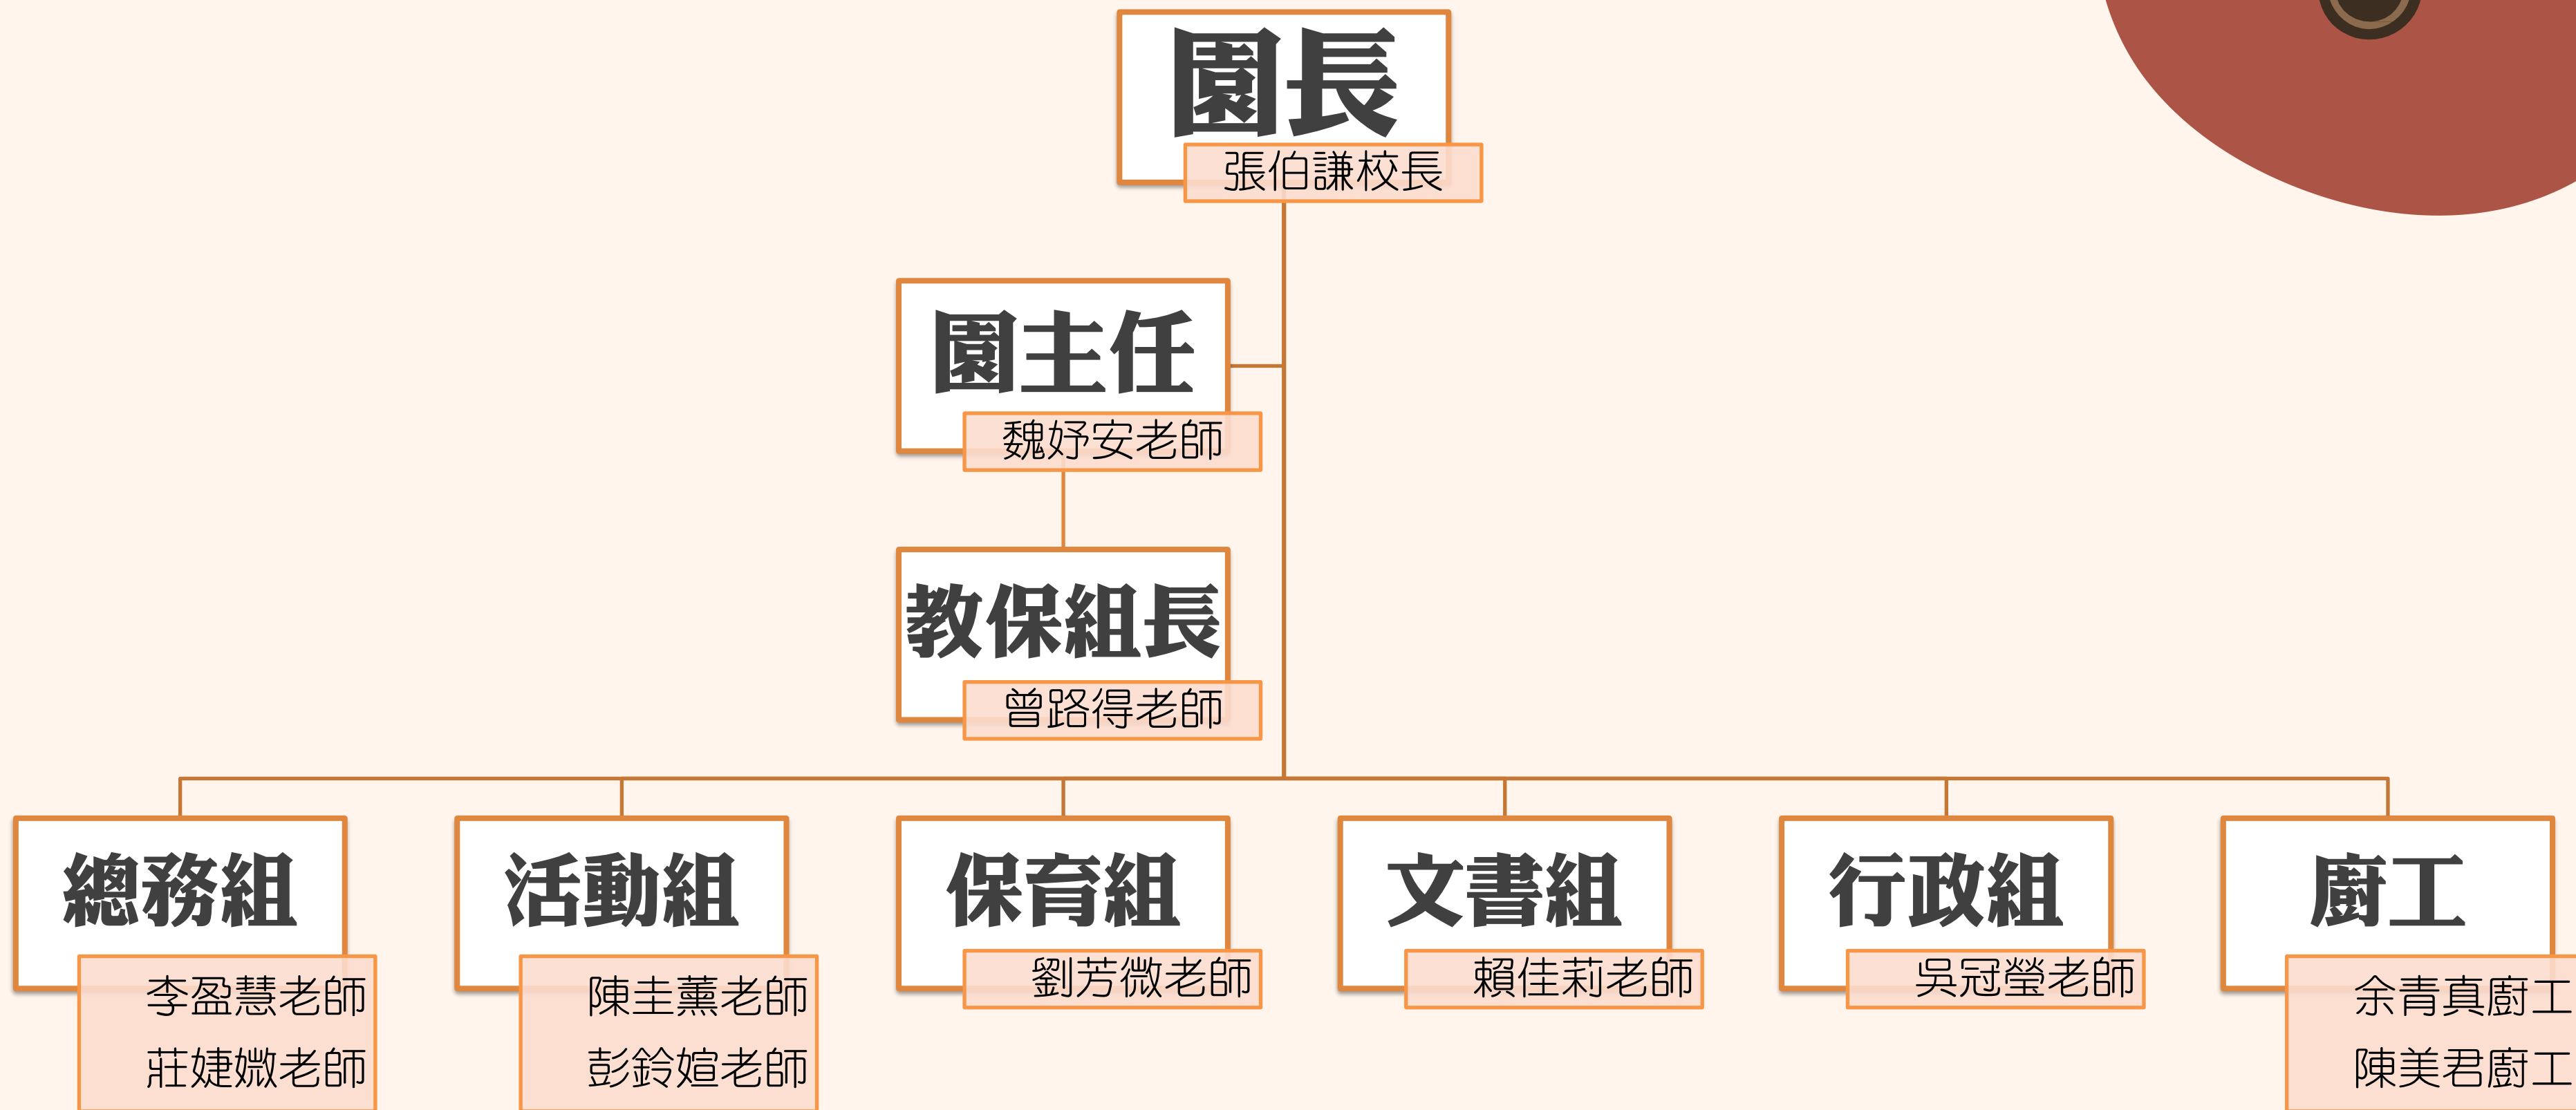 園長
張伯謙校長
園主任
魏妤安老師
教保組長
曾路得老師
總務組
李盈慧老師
莊婕媺老師
活動組
陳圭薰老師
彭鈴媗老師
保育組
劉芳微老師
文書組
賴佳莉老師
行政組
吳冠瑩老師
廚工
余青真廚工
陳美君廚工